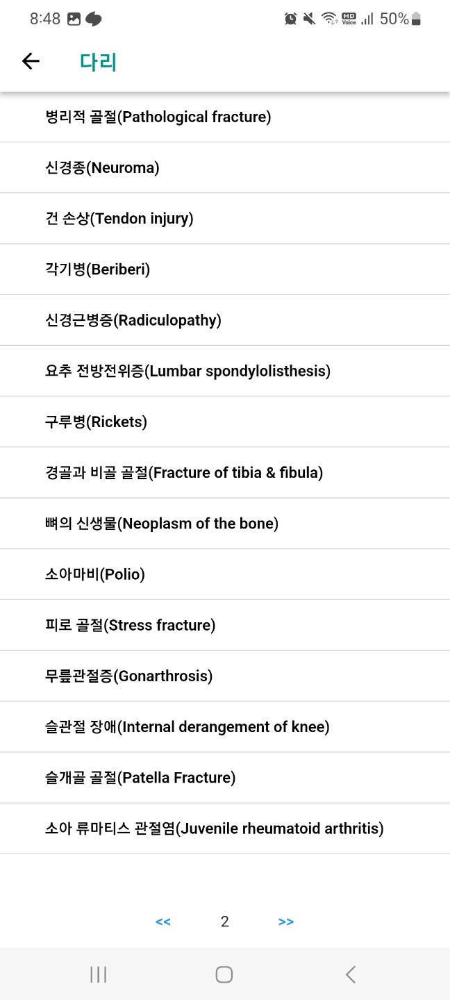 8:48
HD Voice
50%
다리
병리적 골절(Pathological fracture)
신경종(Neuroma)
건 손상(Tendon injury)
각기병(Beriberi)
신경근병증(Radiculopathy)
요추 전방전위증(Lumbar spondylolisthesis)
구루병(Rickets)
경골과 비골 골절(Fracture of tibia & fibula)
뼈의 신생물(Neoplasm of the bone)
소아마비(Polio)
피로 골절(Stress fracture)
무릎관절증(Gonarthrosis)
슬관절 장애(Internal derangement of knee)
슬개골 골절(Patella Fracture)
소아 류마티스 관절염(Juvenile rheumatoid arthritis)
<< 2 >>